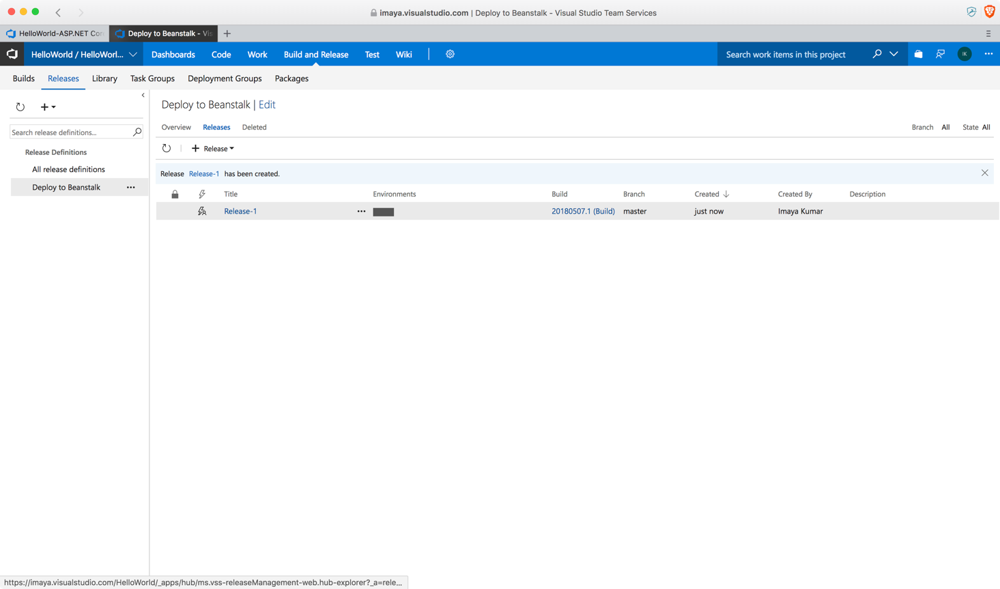 imaya.visualstudio.com | Deploy to Beanstalk - Visual Studio Team Services
HelloWorld-ASP.NET Cor
Deploy to Beanstalk - Vis
HelloWorld / HelloWorl...
Dashboards
Code
Work
Build and Release
Test
Wiki
Search work items in this project
IK
Builds
Releases
Library
Task Groups
Deployment Groups
Packages
Search release definitions...
Release Definitions
All release definitions
Deploy to Beanstalk
Deploy to Beanstalk | Edit
Overview
Releases
Deleted
Branch All
State All
Release
Release Release-1 has been created.
Title
Environments
Build
Branch
Created
Created By
Description
Release-1
20180507.1 (Build)
master
just now
Imaya Kumar
https://imaya.visualstudio.com/HelloWorld/_apps/hub/ms.vss-releaseManagement-web.hub-explorer?_a=rele...